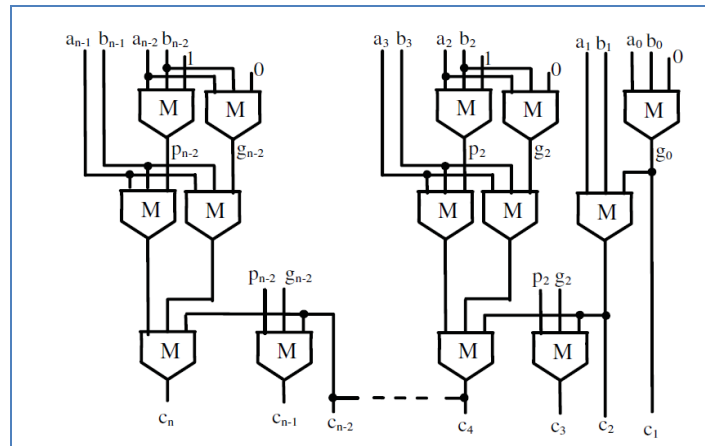 aₙ₋₁ bₙ₋₁ aₙ₋₂ bₙ₋₂ a₃ b₃ a₂ b₂ a₁ b₁ a₀ b₀
1 0 1 0 0
M M M M M
pₙ₋₂ gₙ₋₂ p₂ g₂ g₀
M M M M M
pₙ₋₂ gₙ₋₂ p₂ g₂
M M M M
cₙ cₙ₋₁ cₙ₋₂ c₄ c₃ c₂ c₁